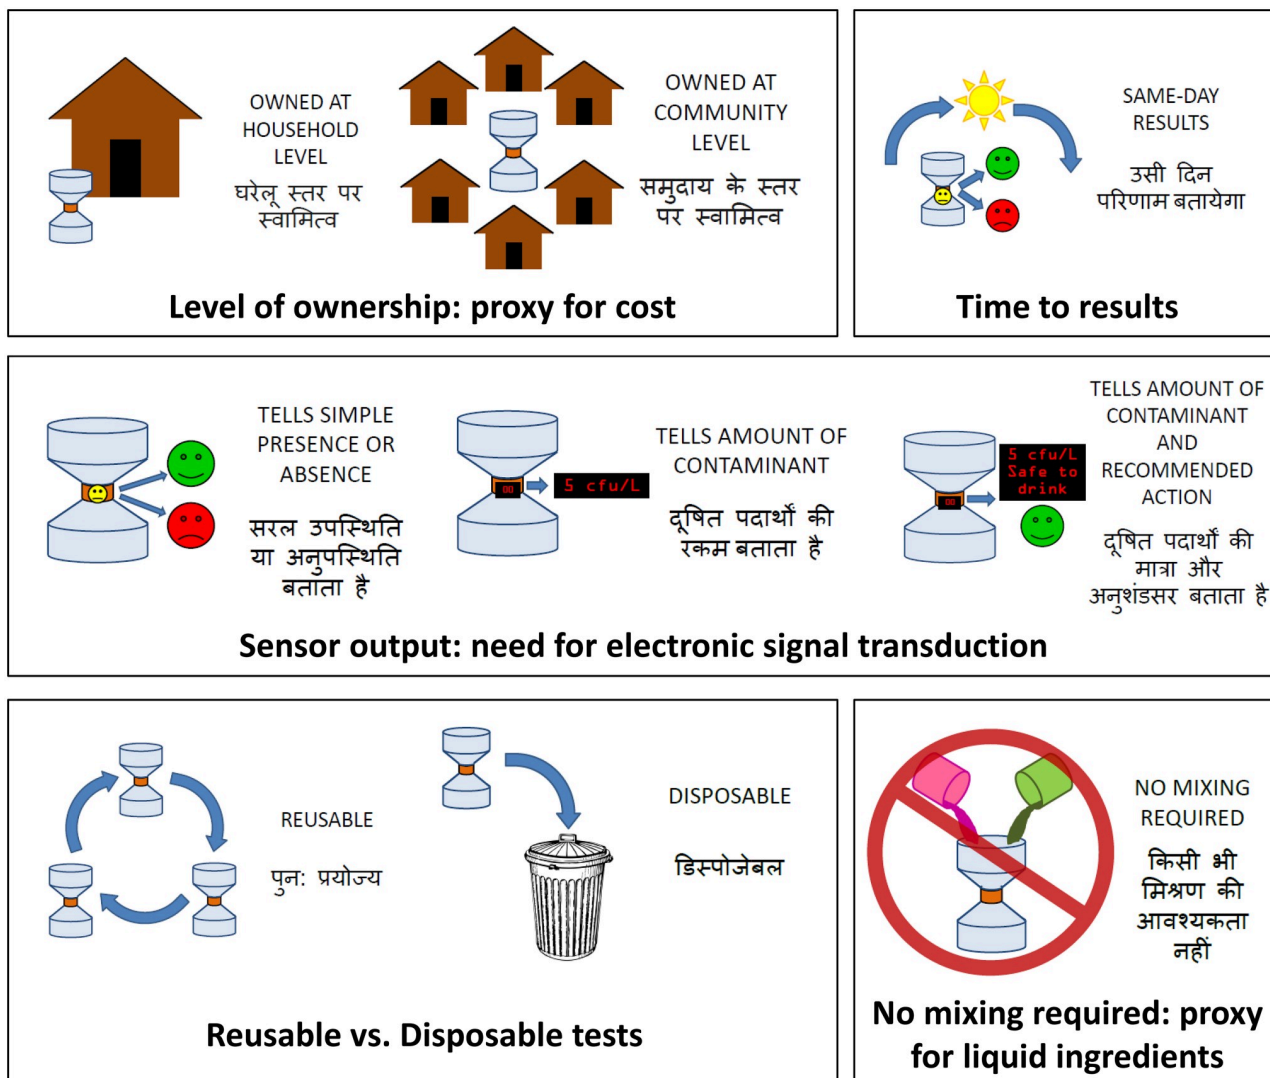 OWNED AT
HOUSEHOLD
LEVEL
घरेलू स्तर पर
स्वामित्व
OWNED AT
COMMUNITY
LEVEL
समुदाय के स्तर
पर स्वामित्व
Level of ownership: proxy for cost
SAME-DAY
RESULTS
उसी दिन
परिणाम बतायेगा
Time to results
TELLS SIMPLE
PRESENCE OR
ABSENCE
सरल उपस्थिति
या अनुपस्थिति
बताता है
5 cfu/L
TELLS AMOUNT OF
CONTAMINANT
दूषित पदार्थों की
रकम बताता है
5 cfu/L
Safe to
drink
TELLS AMOUNT OF
CONTAMINANT
AND
RECOMMENDED
ACTION
दूषित पदार्थों की
मात्रा और
अनुशंडसर बताता है
Sensor output: need for electronic signal transduction
REUSABLE
पुन: प्रयोज्य
DISPOSABLE
डिस्पोजेबल
Reusable vs. Disposable tests
NO MIXING
REQUIRED
किसी भी
मिश्रण की
आवश्यकता
नहीं
No mixing required: proxy
for liquid ingredients